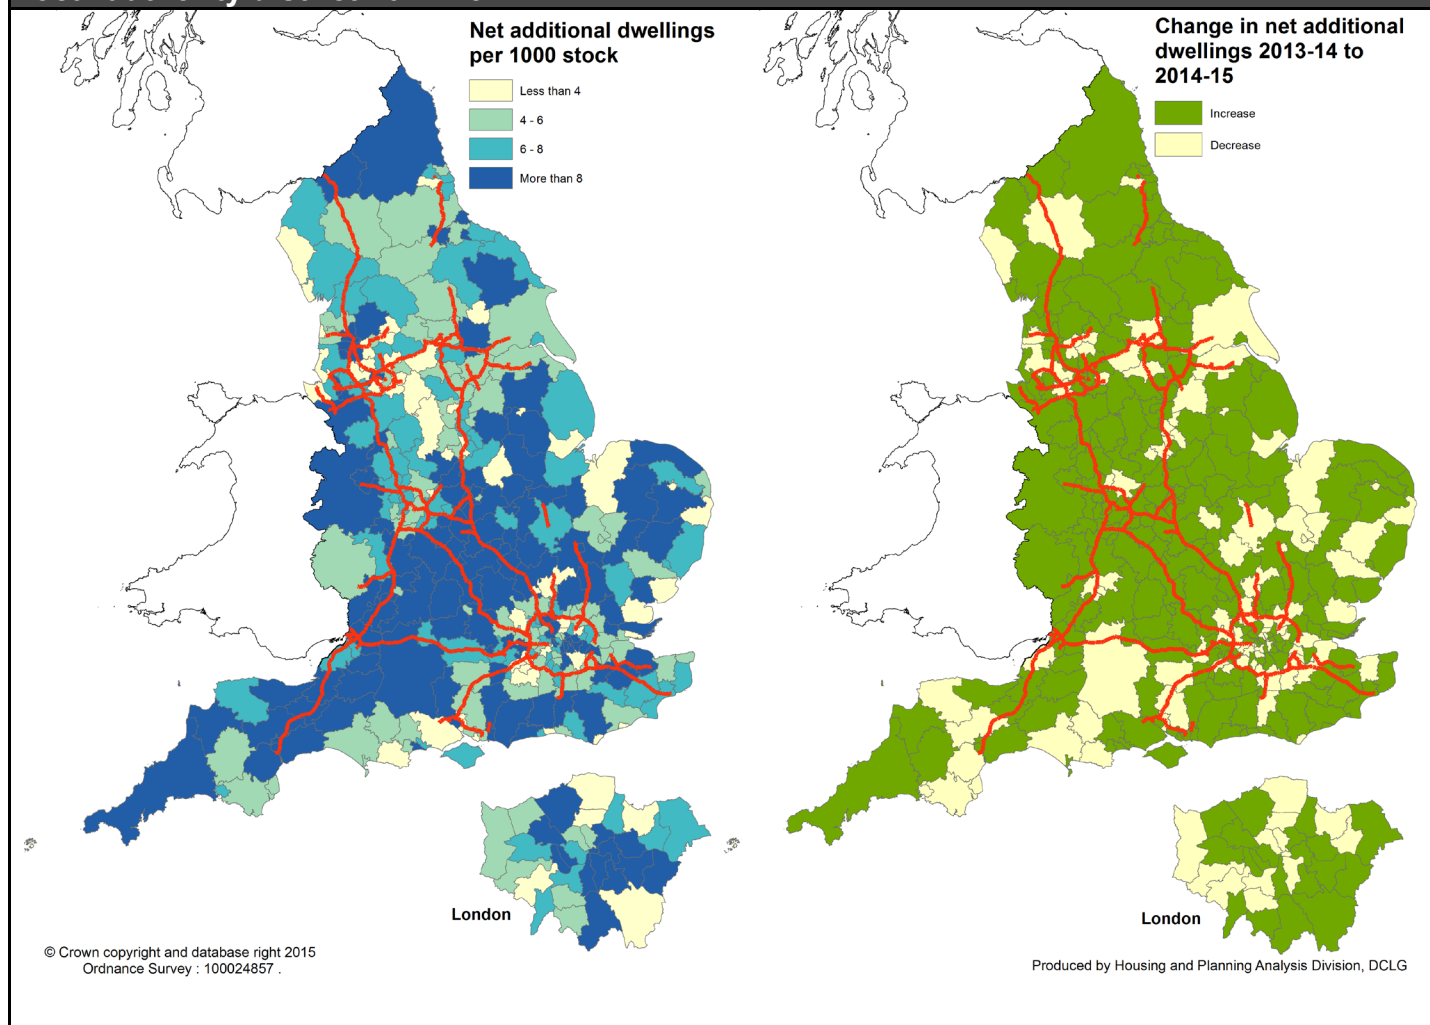 Net additional dwellings
per 1000 stock
Less than 4
4 - 6
6 - 8
More than 8
London
© Crown copyright and database right 2015
Ordnance Survey : 100024857 .
Change in net additional
dwellings 2013-14 to
2014-15
Increase
Decrease
London
Produced by Housing and Planning Analysis Division, DCLG